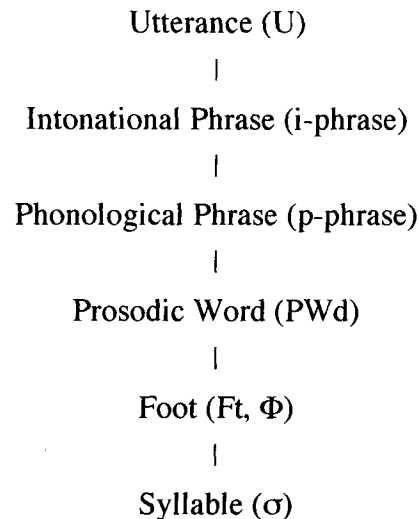 Utterance (U)
Intonational Phrase (i-phrase)
Phonological Phrase (p-phrase)
Prosodic Word (PWd)
Foot (Ft, Φ)
Syllable (σ)